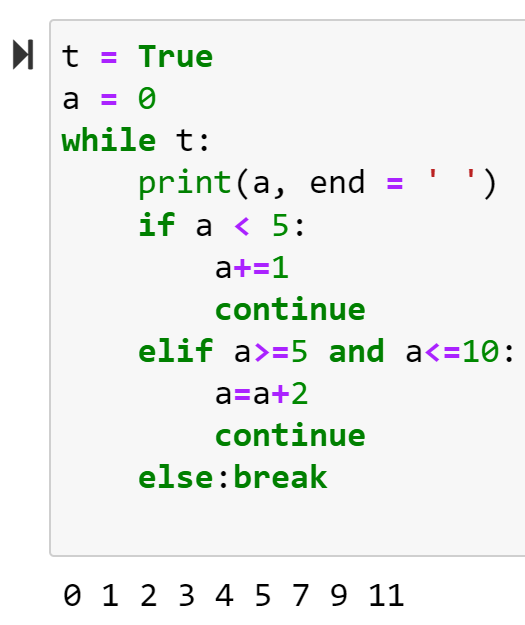 t = True
a = 0
while t:
    print(a, end = ' ')
    if a < 5:
        a+=1
        continue
    elif a>=5 and a<=10:
        a=a+2
        continue
    else:break
0 1 2 3 4 5 7 9 11